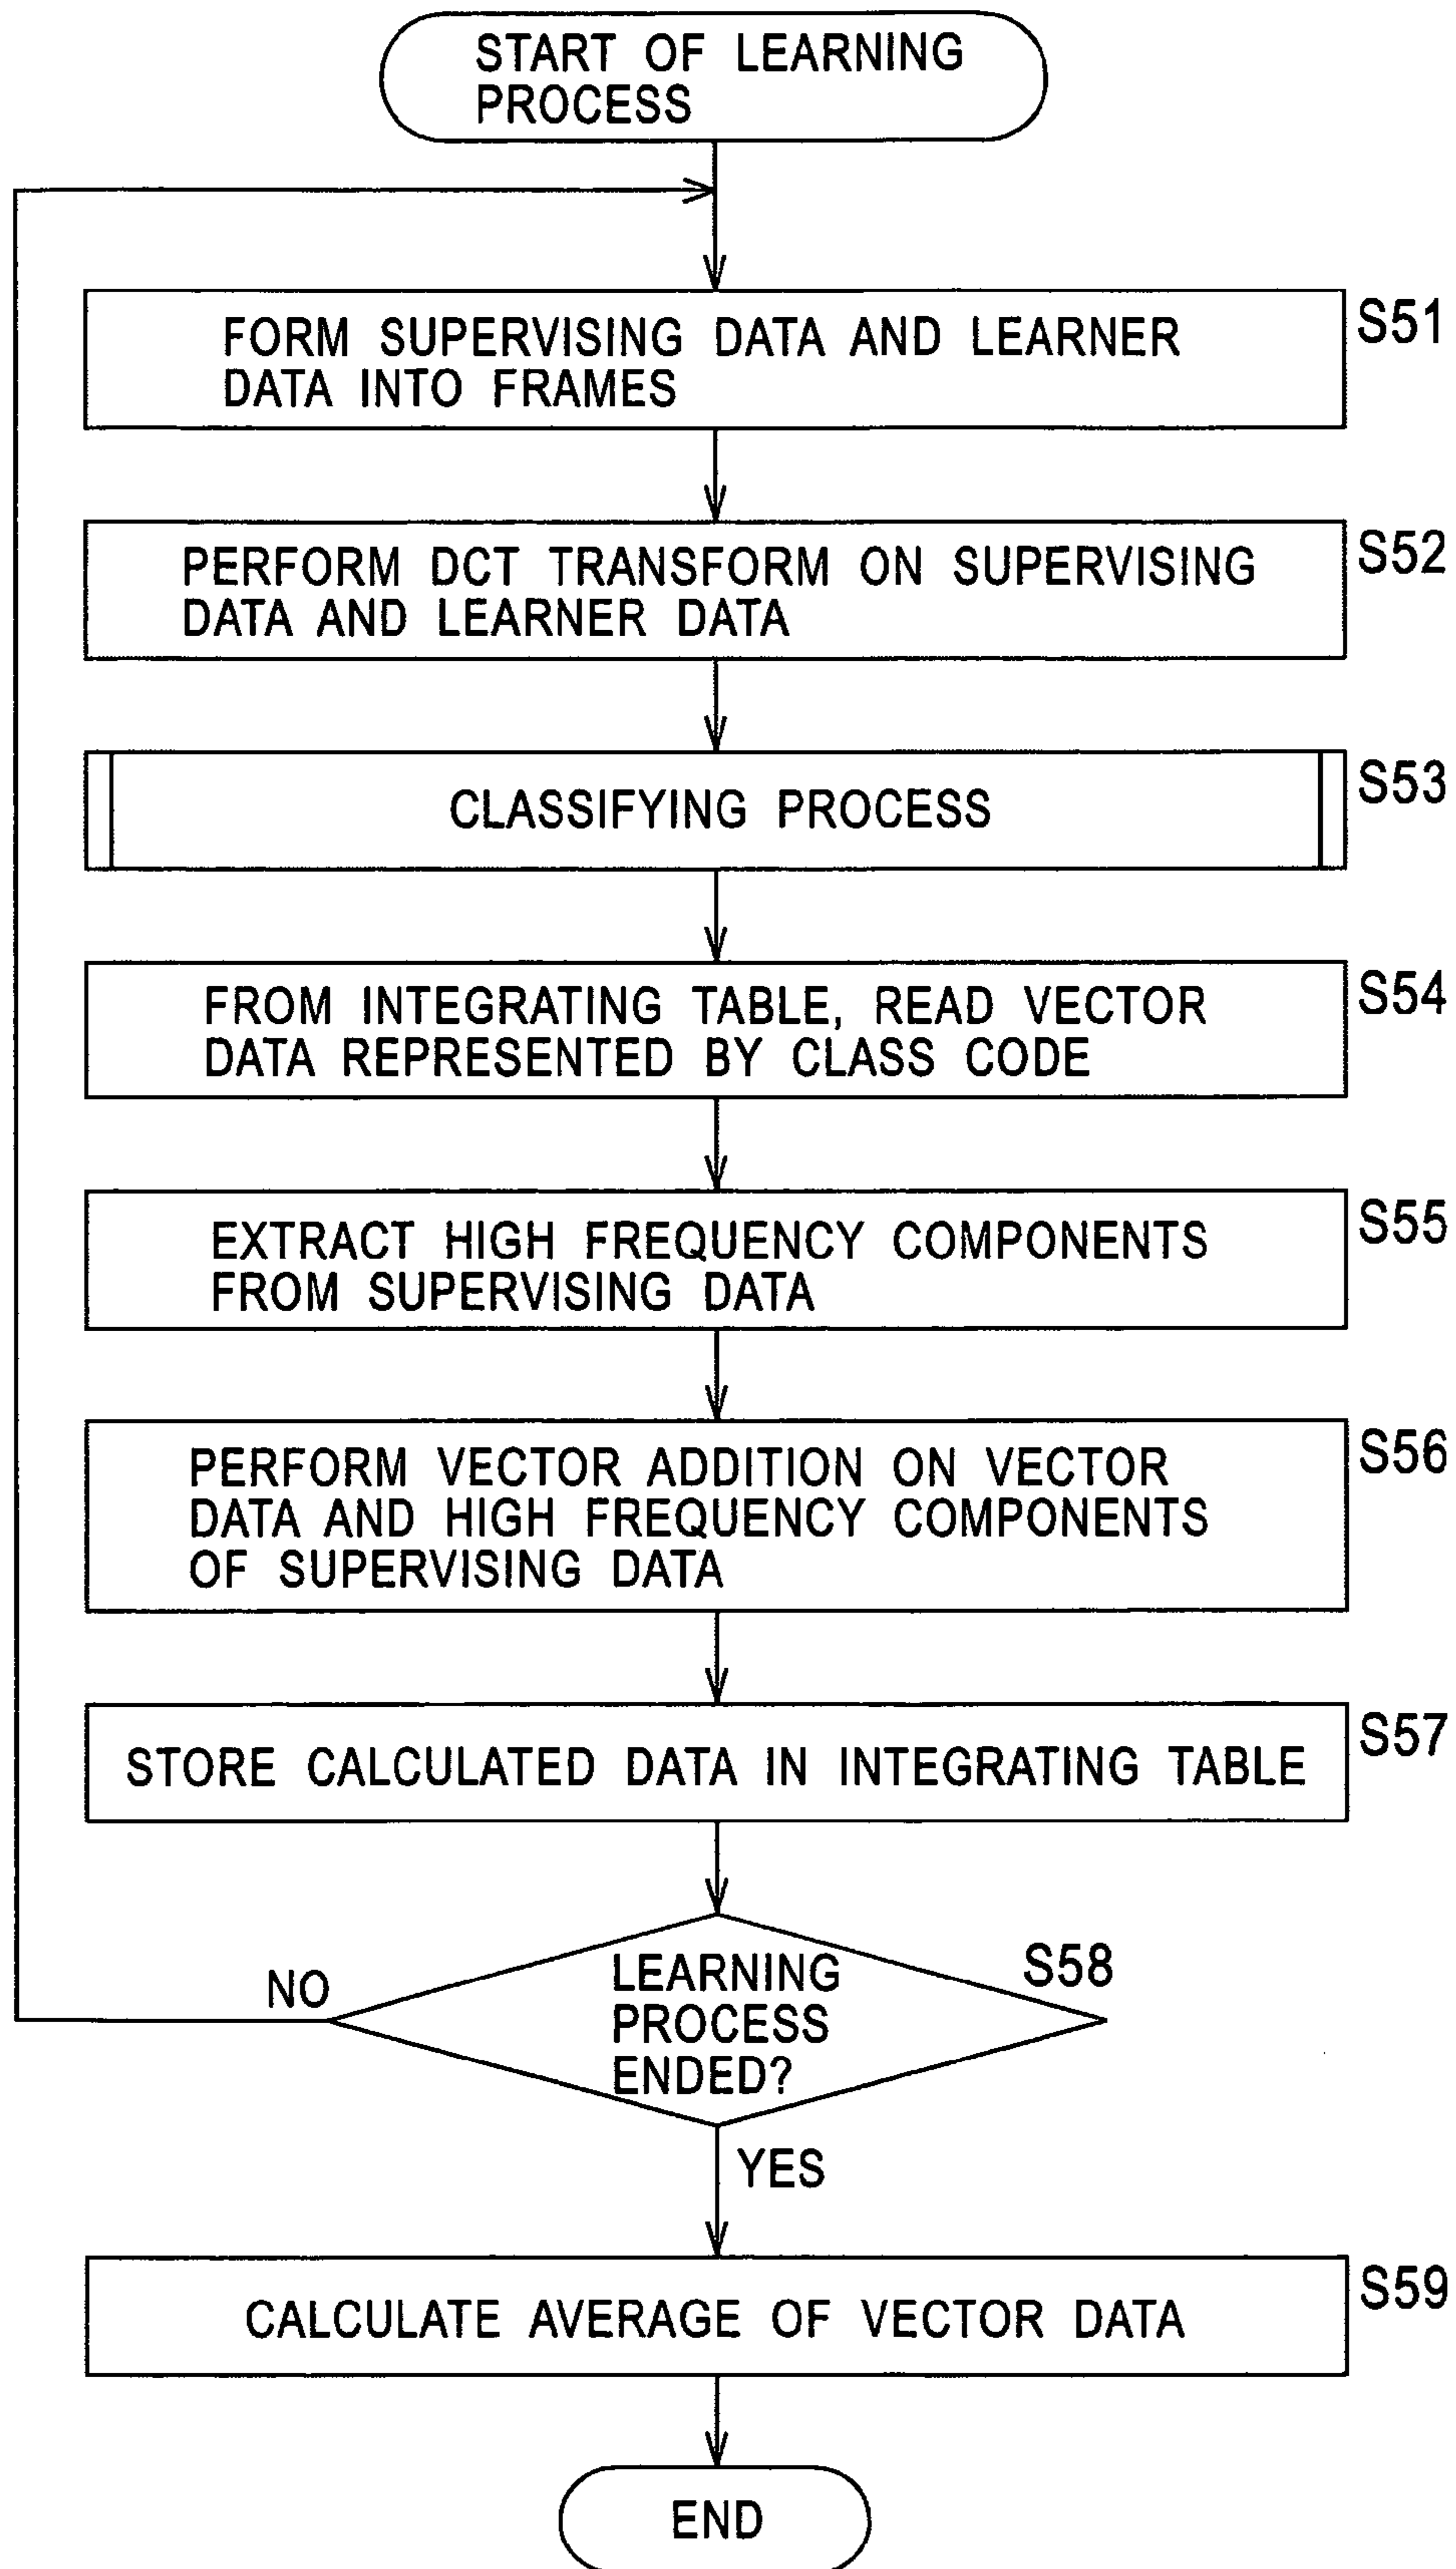 START OF LEARNING
PROCESS
FORM SUPERVISING DATA AND LEARNER
DATA INTO FRAMES
S51
PERFORM DCT TRANSFORM ON SUPERVISING
DATA AND LEARNER DATA
S52
CLASSIFYING PROCESS
S53
FROM INTEGRATING TABLE, READ VECTOR
DATA REPRESENTED BY CLASS CODE
S54
EXTRACT HIGH FREQUENCY COMPONENTS
FROM SUPERVISING DATA
S55
PERFORM VECTOR ADDITION ON VECTOR
DATA AND HIGH FREQUENCY COMPONENTS
OF SUPERVISING DATA
S56
STORE CALCULATED DATA IN INTEGRATING TABLE
S57
LEARNING
PROCESS
ENDED?
S58
NO
YES
CALCULATE AVERAGE OF VECTOR DATA
S59
END